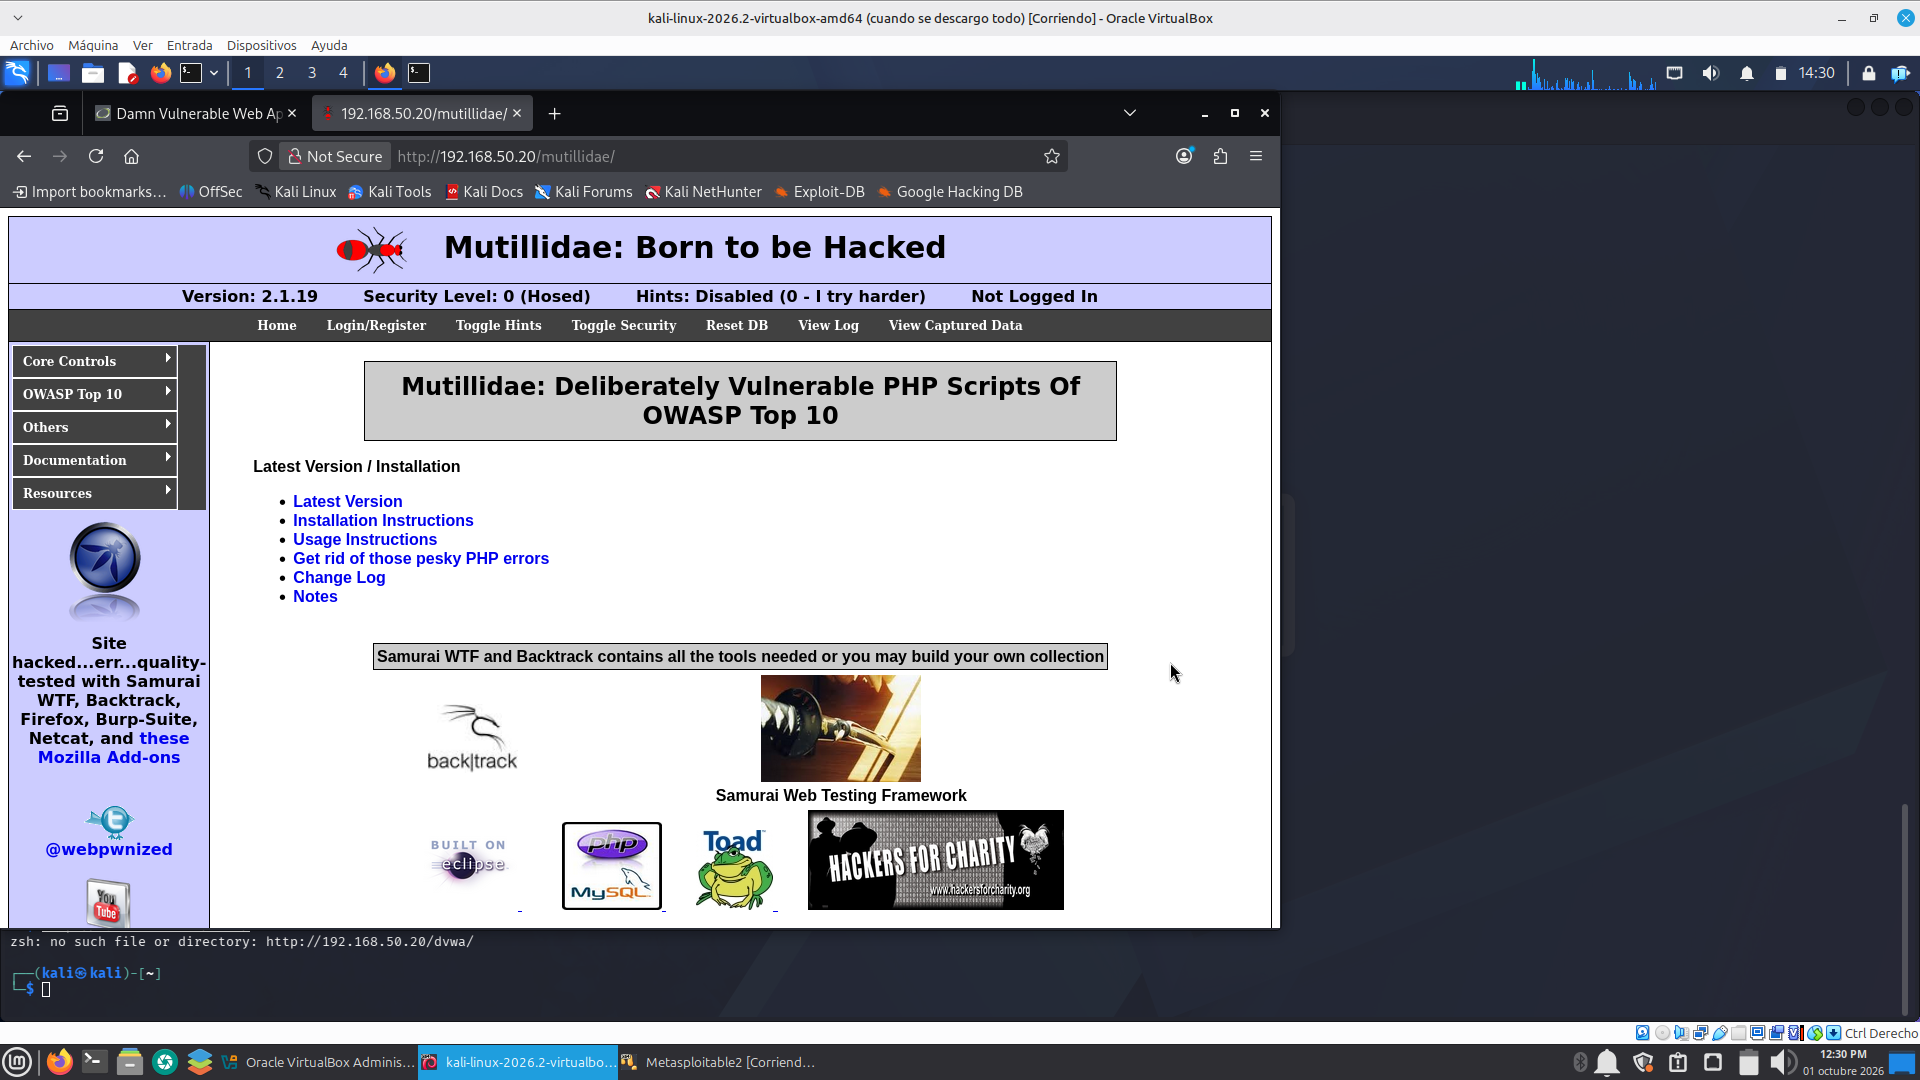 kali-linux-2026.2-virtualbox-amd64 (cuando se descargo todo) [Corriendo] - Oracle VirtualBox
Archivo Máquina Ver Entrada Dispositivos Ayuda
1 2 3 4 14:30
Damn Vulnerable Web Ap 192.168.50.20/mutillidae/
Not Secure http://192.168.50.20/mutillidae/
Import bookmarks... OffSec Kali Linux Kali Tools Kali Docs Kali Forums Kali NetHunter Exploit-DB Google Hacking DB
Mutillidae: Born to be Hacked
Version: 2.1.19 Security Level: 0 (Hosed) Hints: Disabled (0 - I try harder) Not Logged In
Home Login/Register Toggle Hints Toggle Security Reset DB View Log View Captured Data
Core Controls
OWASP Top 10
Others
Documentation
Resources
Site
hacked...err...quality-
tested with Samurai
WTF, Backtrack,
Firefox, Burp-Suite,
Netcat, and these
Mozilla Add-ons
@webpwnized
You
Tube
Mutillidae: Deliberately Vulnerable PHP Scripts Of
OWASP Top 10
Latest Version / Installation
• Latest Version
• Installation Instructions
• Usage Instructions
• Get rid of those pesky PHP errors
• Change Log
• Notes
Samurai WTF and Backtrack contains all the tools needed or you may build your own collection
back|track
Samurai Web Testing Framework
BUILT ON
eclipse
php
MySQL
Toad
HACKERS FOR CHARITY
www.hackersforcharity.org
zsh: no such file or directory: http://192.168.50.20/dvwa/
(kali㉿kali)-[~]
$
Ctrl Derecho
Oracle VirtualBox Adminis... kali-linux-2026.2-virtualbo... Metasploitable2 [Corriend...
12:30 PM
01 octubre 2026